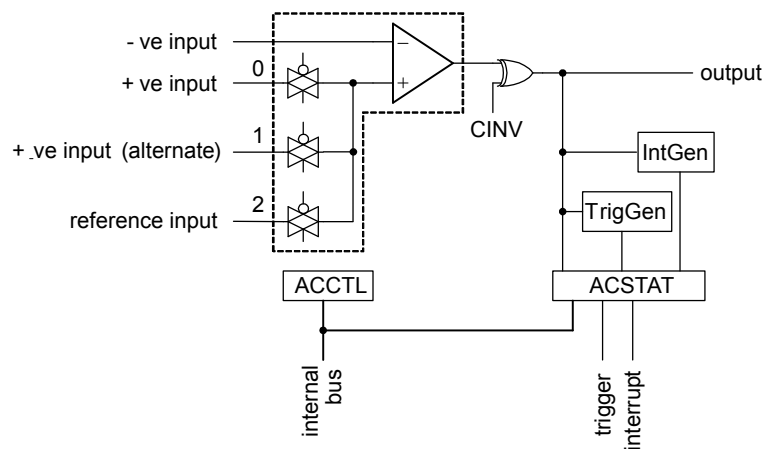 - ve input
0
+ ve input
1
+ -ve input (alternate)
2
reference input
−
+
CINV
output
IntGen
TrigGen
ACCTL
ACSTAT
internal
bus
trigger
interrupt